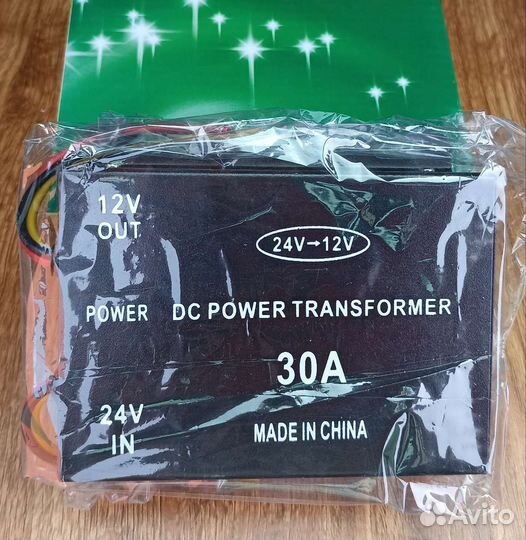 12V
OUT
24V→12V
POWER
DC POWER TRANSFORMER
30A
24V
IN
MADE IN CHINA
Avito